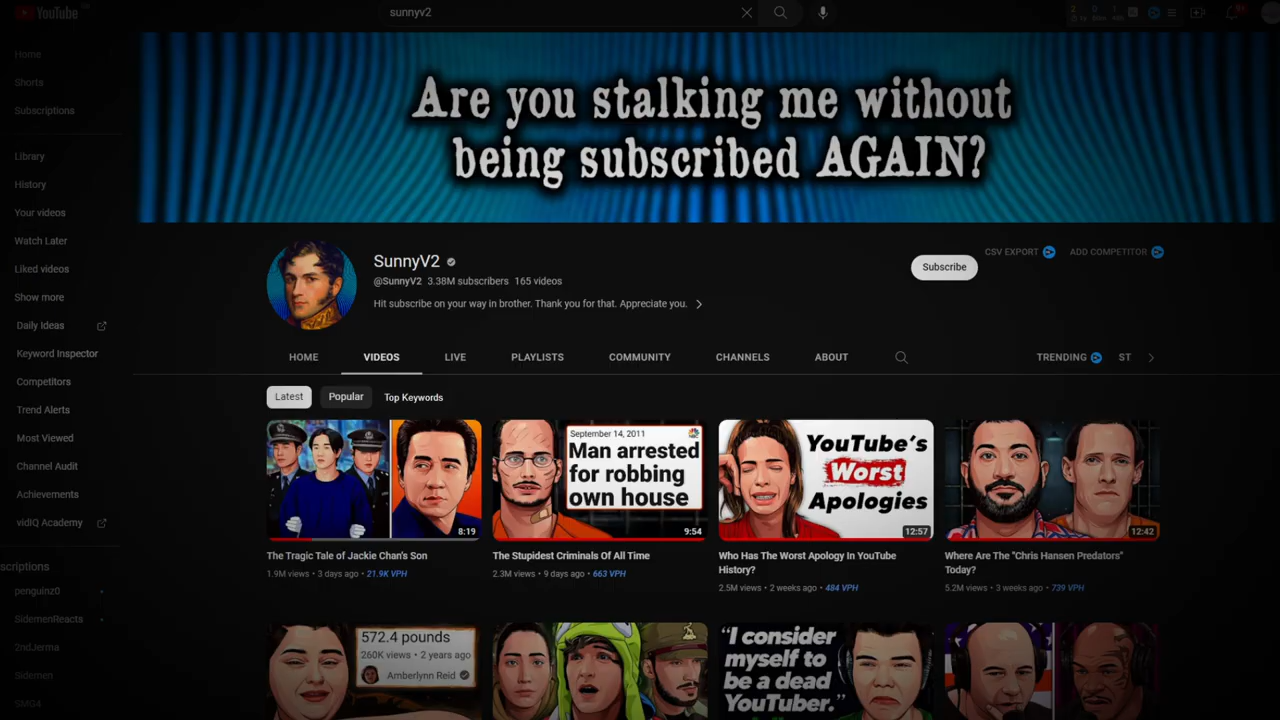 YouTube
sunnyv2
Home
Shorts
Subscriptions
Library
History
Your videos
Watch Later
Liked videos
Show more
Daily Ideas
Keyword Inspector
Competitors
Trend Alerts
Most Viewed
Channel Audit
Achievements
vidIQ Academy
scriptions
penguinz0
SidemenReacts
2ndJerma
Sidemen
SMG4
Are you stalking me without
being subscribed AGAIN?
SunnyV2
@SunnyV2 3.38M subscribers 165 videos
Hit subscribe on your way in brother. Thank you for that. Appreciate you.
Subscribe
CSV EXPORT
ADD COMPETITOR
HOME VIDEOS LIVE PLAYLISTS COMMUNITY CHANNELS ABOUT TRENDING ST
Latest Popular Top Keywords
8:19
The Tragic Tale of Jackie Chan's Son
1.9M views • 3 days ago • 21.9K VPH
September 14, 2011
Man arrested
for robbing
own house
9:54
The Stupidest Criminals Of All Time
2.3M views • 9 days ago • 663 VPH
YouTube's
Worst
Apologies
12:57
Who Has The Worst Apology In YouTube
History?
2.5M views • 2 weeks ago • 484 VPH
12:42
Where Are The "Chris Hansen Predators"
Today?
5.2M views • 3 weeks ago • 739 VPH
572.4 pounds
260K views • 2 years ago
Amberlynn Reid
"I consider
myself to
be a dead
YouTuber."